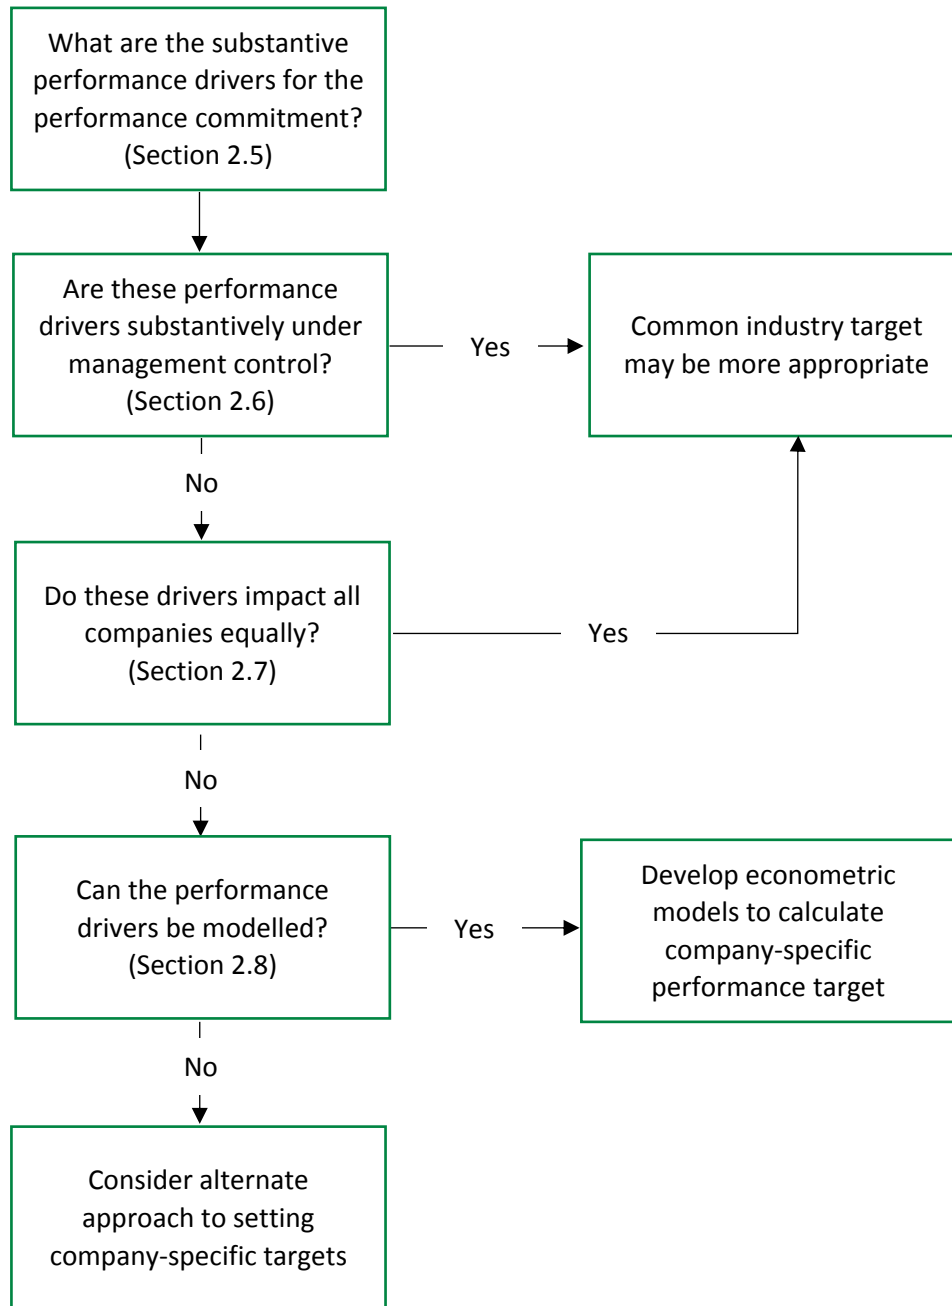 What are the substantive
performance drivers for the
performance commitment?
(Section 2.5)
Are these performance
drivers substantively under
management control?
(Section 2.6)
Yes
Common industry target
may be more appropriate
No
Do these drivers impact all
companies equally?
(Section 2.7)
Yes
No
Can the performance
drivers be modelled?
(Section 2.8)
Yes
Develop econometric
models to calculate
company-specific
performance target
No
Consider alternate
approach to setting
company-specific targets